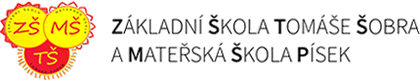 ZŠ MŠ
TŠ
ZÁKLADNÍ ŠKOLA TOMÁŠE ŠOBRA
A MATEŘSKÁ ŠKOLA PÍSEK